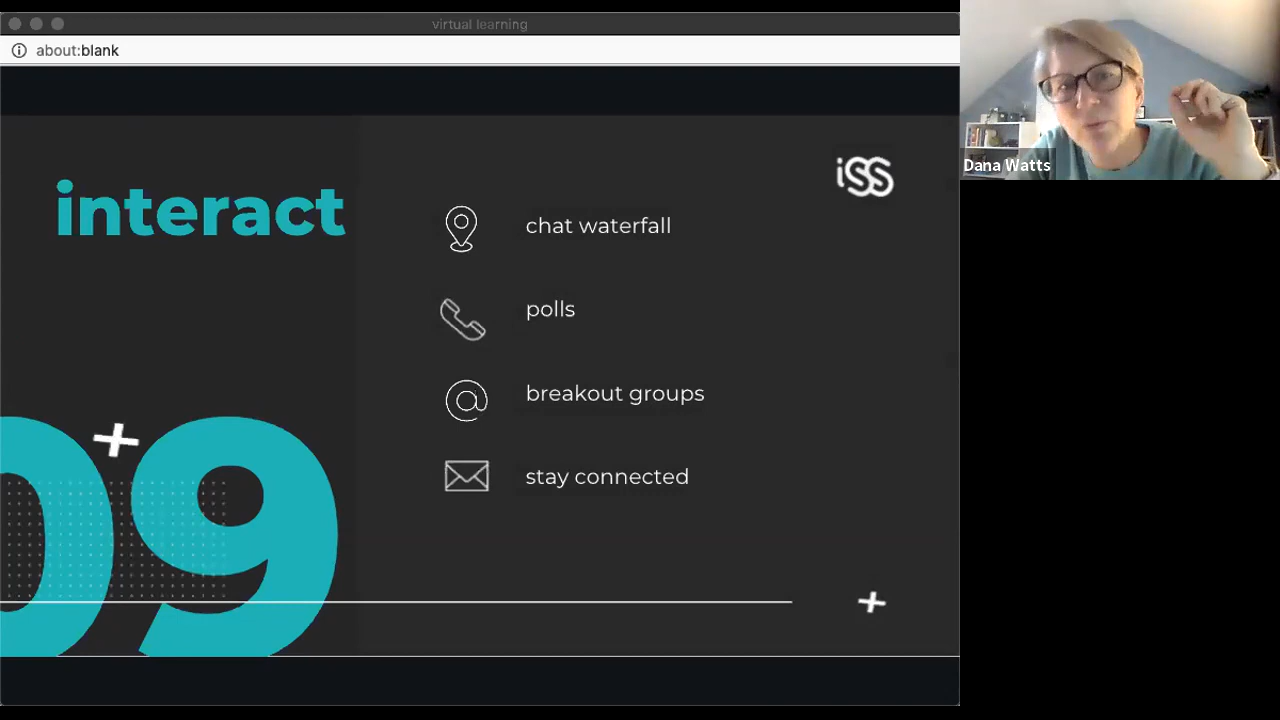 virtual learning
about:blank
interact
iss
chat waterfall
polls
@
breakout groups
stay connected
09
Dana Watts